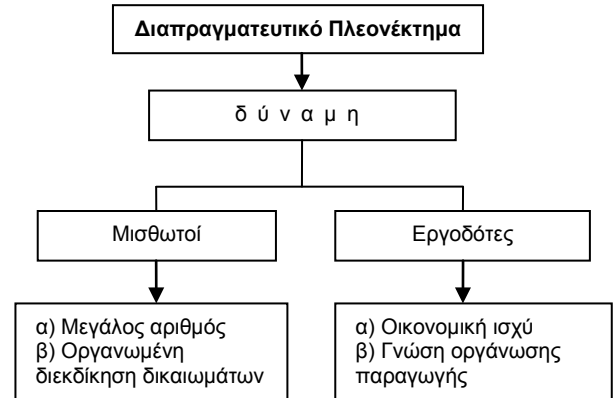 Διαπραγματευτικό Πλεονέκτημα
δ ύ ν α μ η
Μισθωτοί
Εργοδότες
α) Μεγάλος αριθμός
β) Οργανωμένη
διεκδίκηση δικαιωμάτων
α) Οικονομική ισχύ
β) Γνώση οργάνωσης
παραγωγής